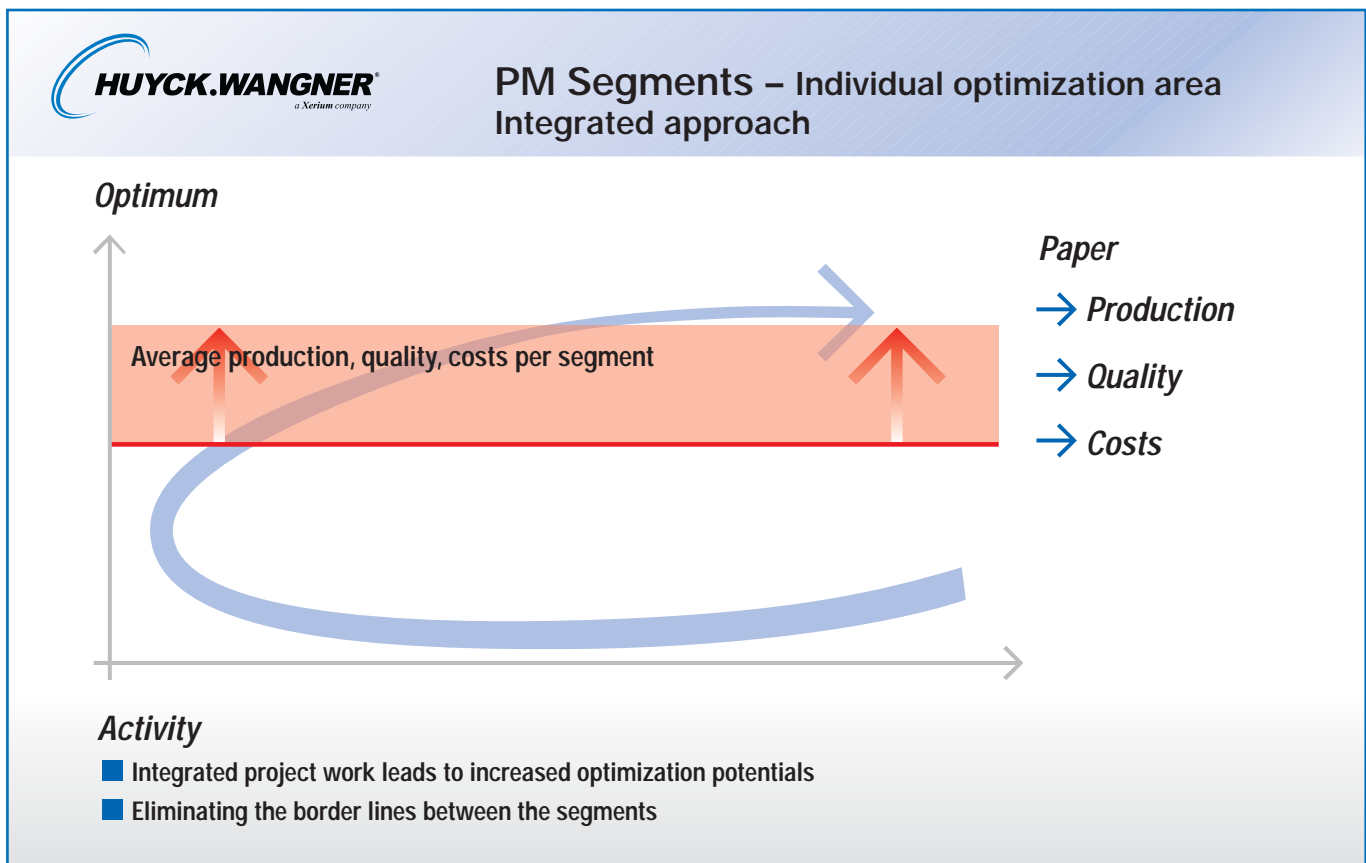 HUYCK.WANGNER®
a Xerium company
PM Segments – Individual optimization area
Integrated approach
Optimum
Average production, quality, costs per segment
Paper
Production
Quality
Costs
Activity
Integrated project work leads to increased optimization potentials
Eliminating the border lines between the segments